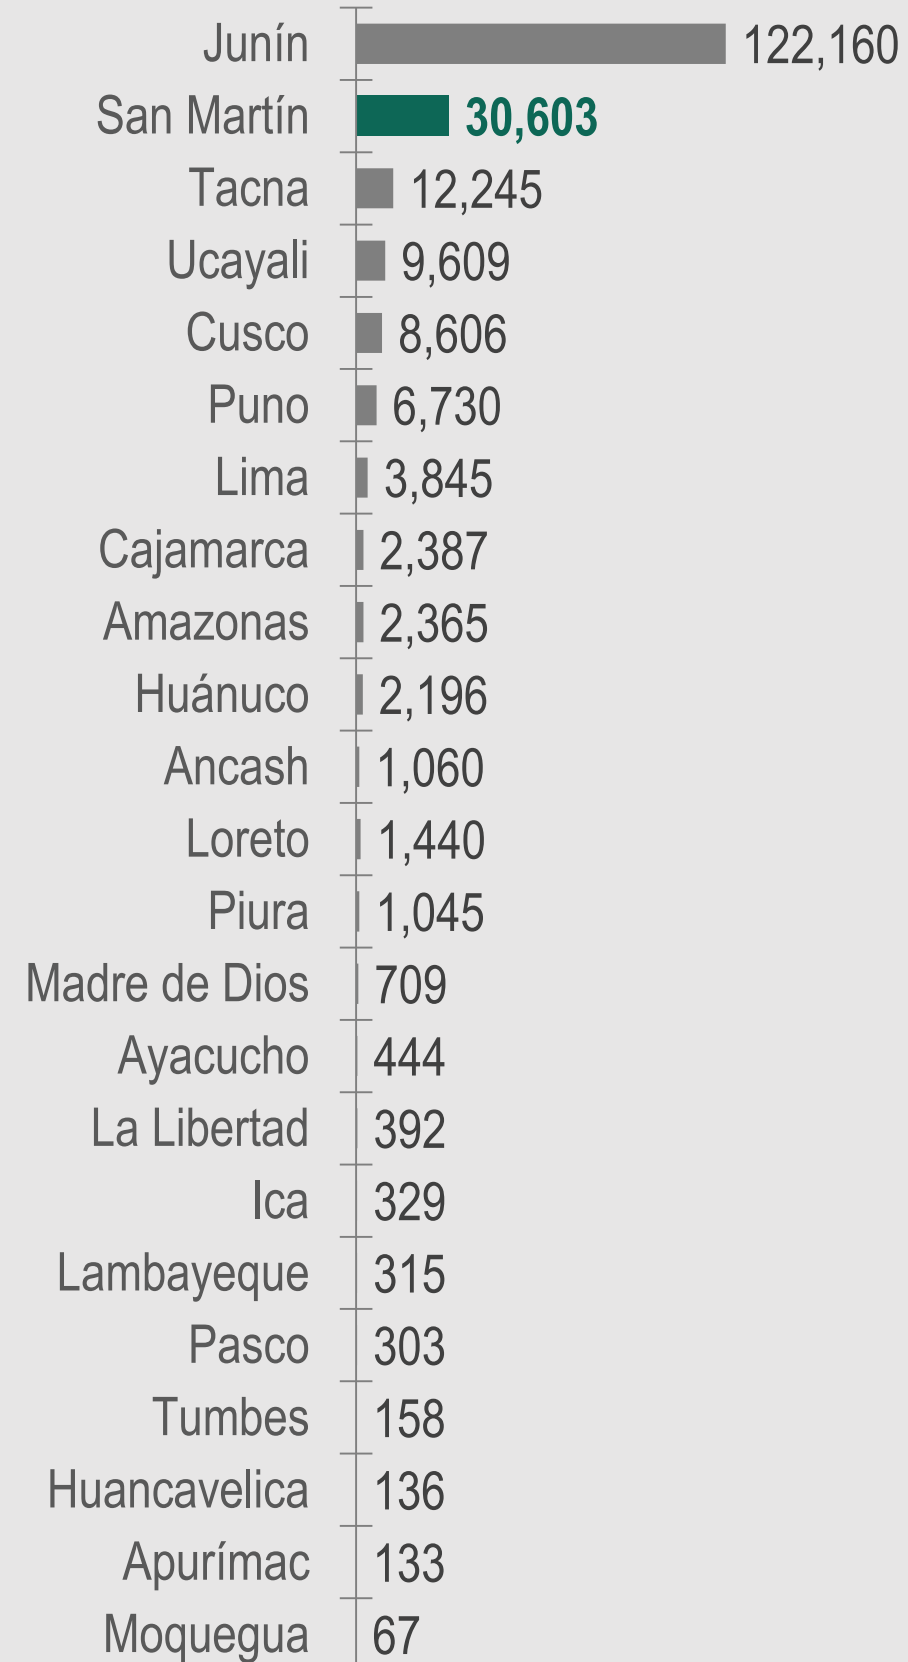 Junín 122,160
San Martín 30,603
Tacna 12,245
Ucayali 9,609
Cusco 8,606
Puno 6,730
Lima 3,845
Cajamarca 2,387
Amazonas 2,365
Huánuco 2,196
Ancash 1,060
Loreto 1,440
Piura 1,045
Madre de Dios 709
Ayacucho 444
La Libertad 392
Ica 329
Lambayeque 315
Pasco 303
Tumbes 158
Huancavelica 136
Apurímac 133
Moquegua 67